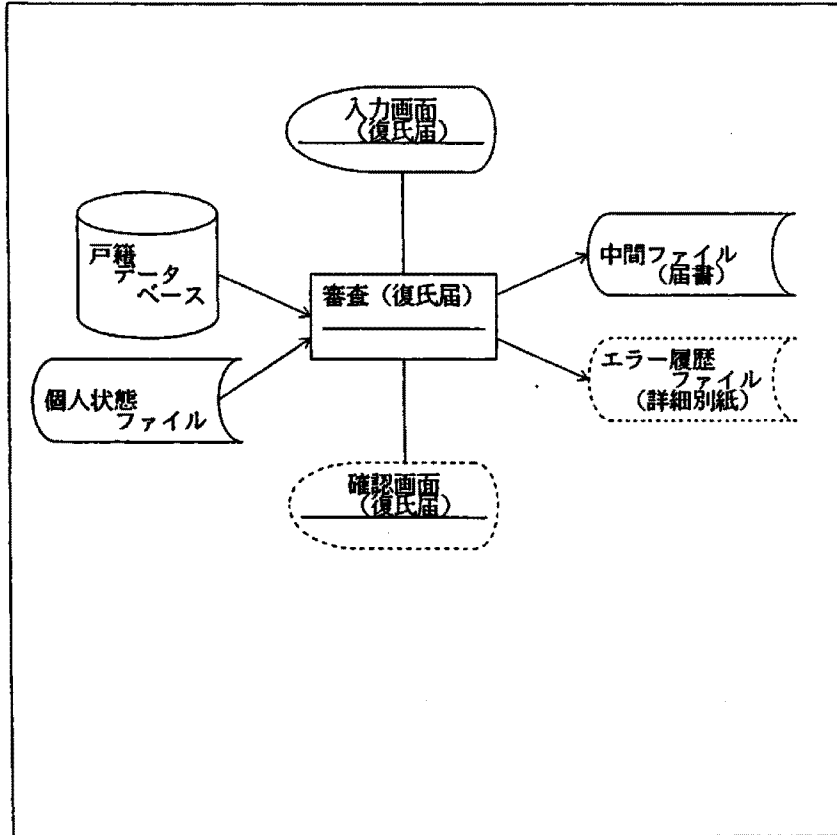 入力画面
(復氏届)
戸籍
データ
ベース
審査(復氏届)
中間ファイル
(届書)
個人状態
ファイル
エラー履歴
ファイル
(詳細別紙)
確認画面
(復氏届)